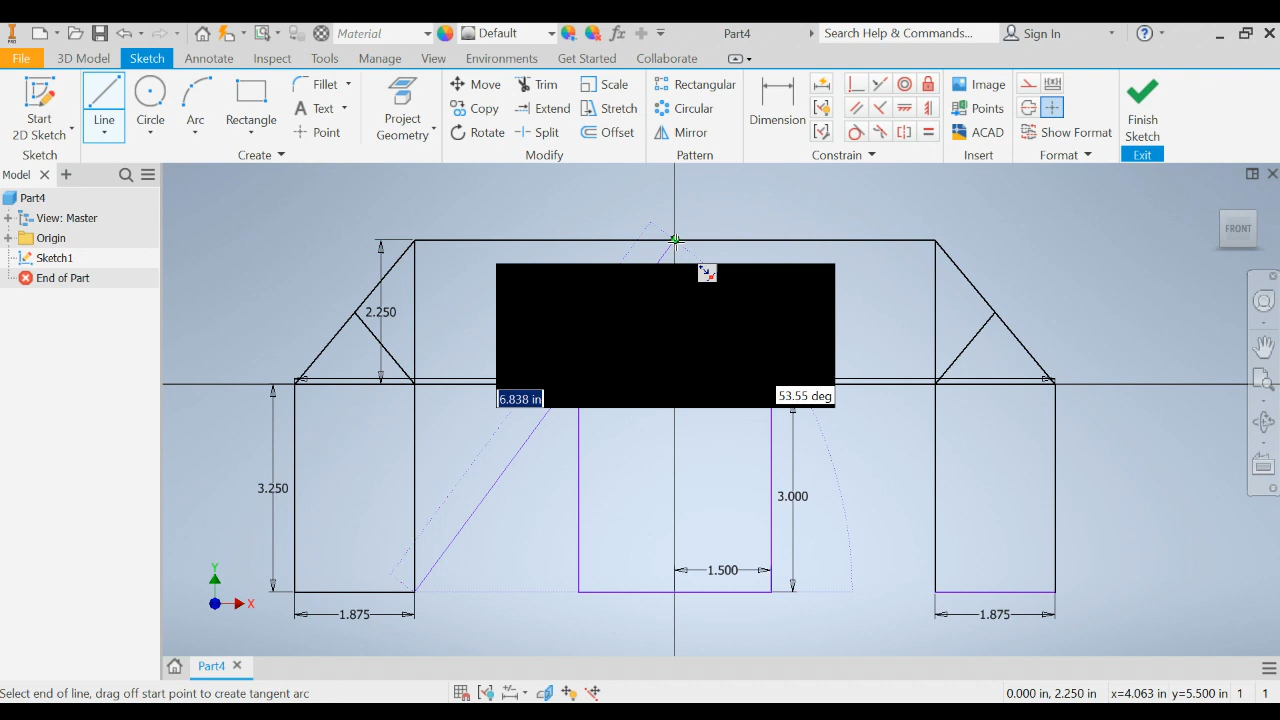 Material Default Part4 Search Help & Commands... Sign In
File 3D Model Sketch Annotate Inspect Tools Manage View Environments Get Started Collaborate
Start
2D Sketch
Line
Circle
Arc
Rectangle
Fillet
Text
Point
Project
Geometry
Move
Copy
Rotate
Trim
Extend
Split
Scale
Stretch
Offset
Rectangular
Circular
Mirror
Dimension
Image
Points
ACAD
Show Format
Finish
Sketch
Sketch Create Modify Pattern Constrain Insert Format Exit
Model
Part4
View: Master
Origin
Sketch1
End of Part
FRONT
2.250
6.838 in
53.55 deg
3.250
3.000
1.500
1.875
1.875
Y
X
Part4
Select end of line, drag off start point to create tangent arc
0.000 in, 2.250 in x=4.063 in y=5.500 in 1 1